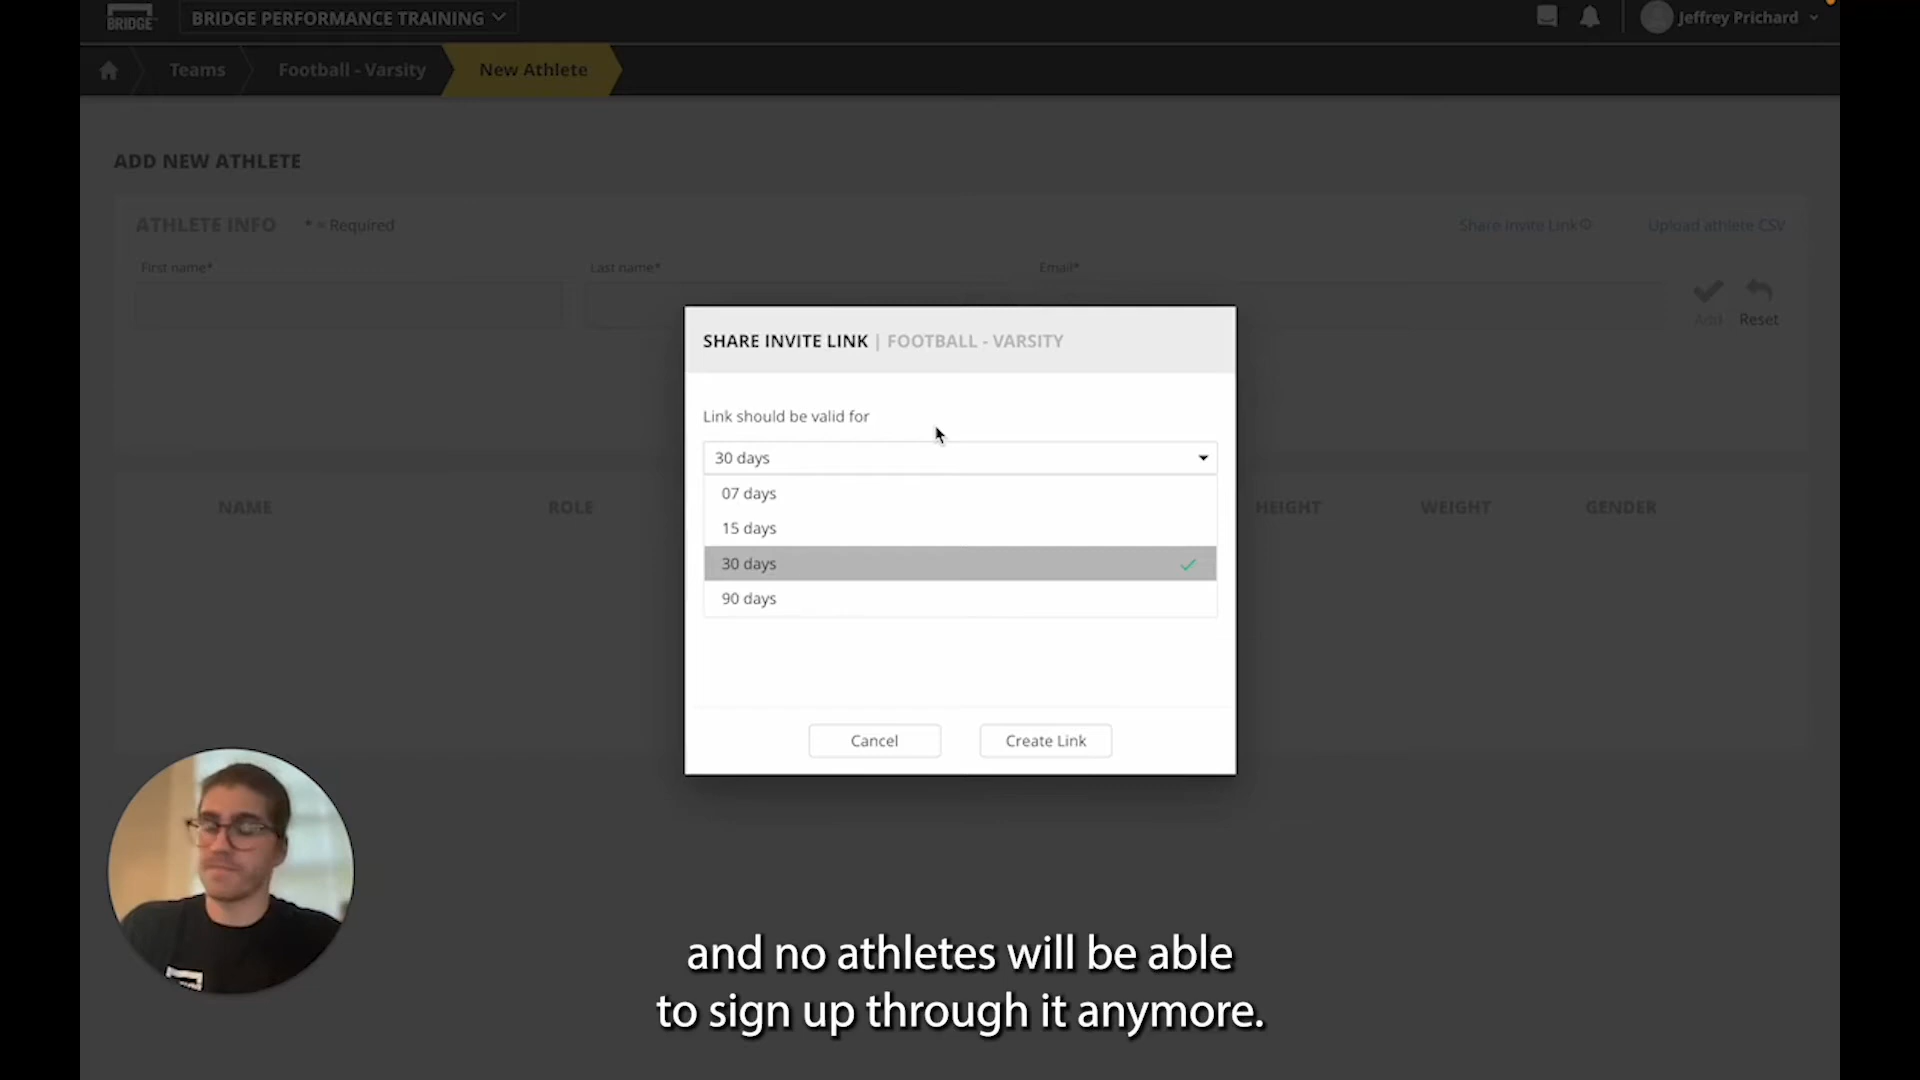 BRIDGE
BRIDGE PERFORMANCE TRAINING
Jeffrey Prichard
Teams
Football - Varsity
New Athlete
ADD NEW ATHLETE
ATHLETE INFO
* = Required
Share Invite Link
Upload athlete CSV
First name*
Last name*
Email*
Add
Reset
SHARE INVITE LINK | FOOTBALL - VARSITY
Link should be valid for
30 days
07 days
15 days
30 days
90 days
NAME
ROLE
HEIGHT
WEIGHT
GENDER
Cancel
Create Link
and no athletes will be able
to sign up through it anymore.